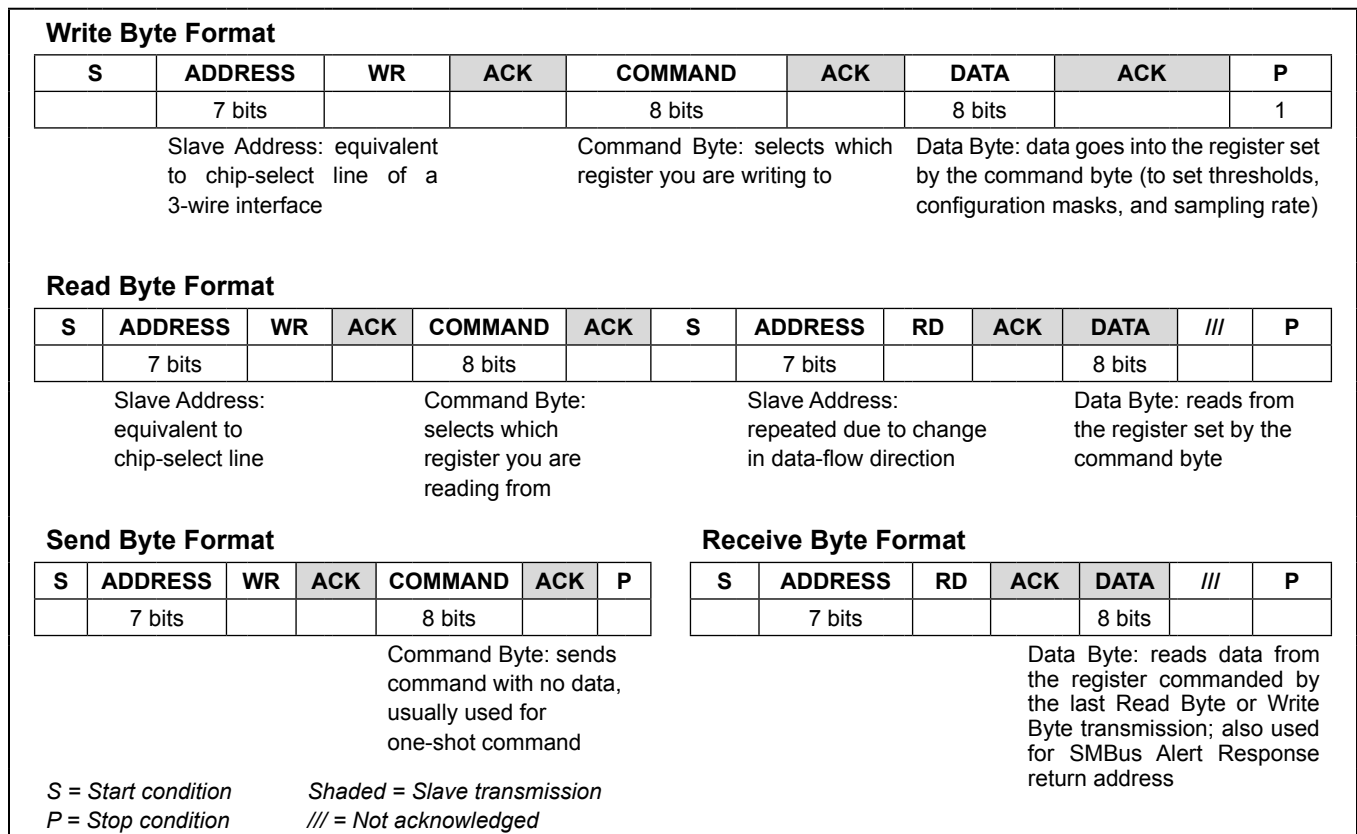 Write Byte Format
S ADDRESS WR ACK COMMAND ACK DATA ACK P
7 bits 8 bits 8 bits 1
Slave Address: equivalent
to chip-select line of a
3-wire interface
Command Byte: selects which
register you are writing to
Data Byte: data goes into the register set
by the command byte (to set thresholds,
configuration masks, and sampling rate)
Read Byte Format
S ADDRESS WR ACK COMMAND ACK S ADDRESS RD ACK DATA /// P
7 bits 8 bits 7 bits 8 bits
Slave Address:
equivalent to
chip-select line
Command Byte:
selects which
register you are
reading from
Slave Address:
repeated due to change
in data-flow direction
Data Byte: reads from
the register set by the
command byte
Send Byte Format
S ADDRESS WR ACK COMMAND ACK P
7 bits 8 bits
Command Byte: sends
command with no data,
usually used for
one-shot command
Receive Byte Format
S ADDRESS RD ACK DATA /// P
7 bits 8 bits
Data Byte: reads data from
the register commanded by
the last Read Byte or Write
Byte transmission; also used
for SMBus Alert Response
return address
S = Start condition Shaded = Slave transmission
P = Stop condition /// = Not acknowledged